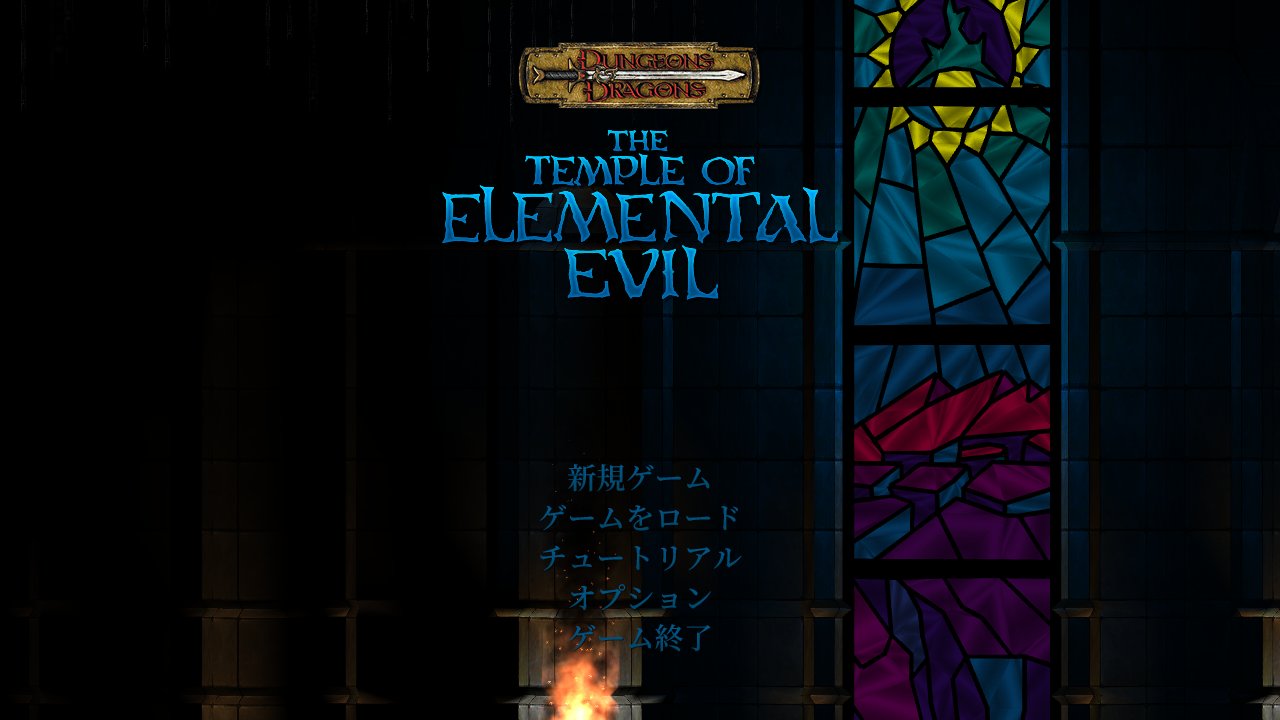 DUNGEONS
&
DRAGONS
THE
TEMPLE OF
ELEMENTAL
EVIL
新規ゲーム
ゲームをロード
チュートリアル
オプション
ゲーム終了